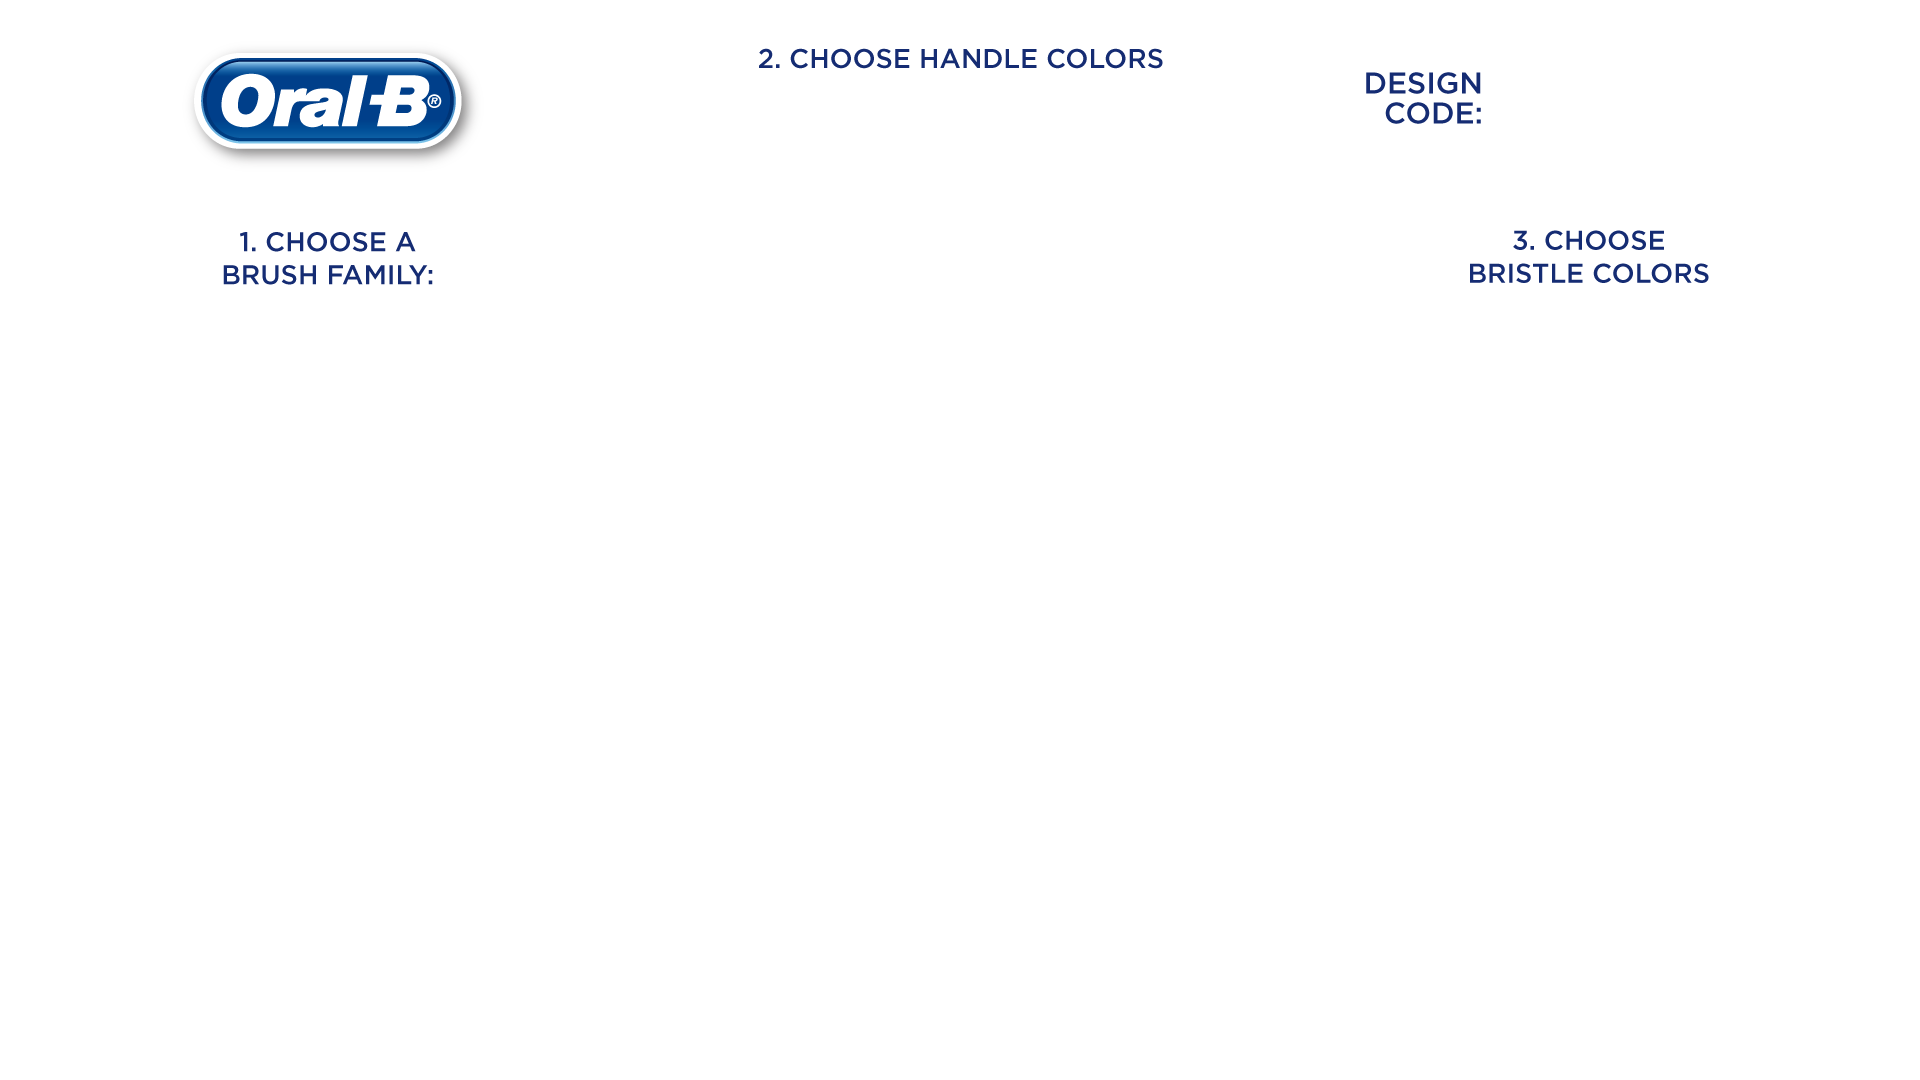 Oral-B®
1. CHOOSE A
BRUSH FAMILY:
2. CHOOSE HANDLE COLORS
DESIGN
CODE:
3. CHOOSE
BRISTLE COLORS